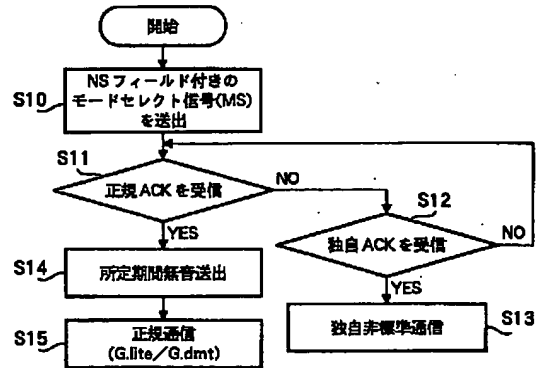 開始
S10
NSフィールド付きの
モードセレクト信号(MS)
を送出
S11
正規ACKを受信
NO
YES
S12
独自ACKを受信
NO
YES
S14
所定期間無音送出
S13
独自非標準通信
S15
正規通信
(G.lite/G.dmt)